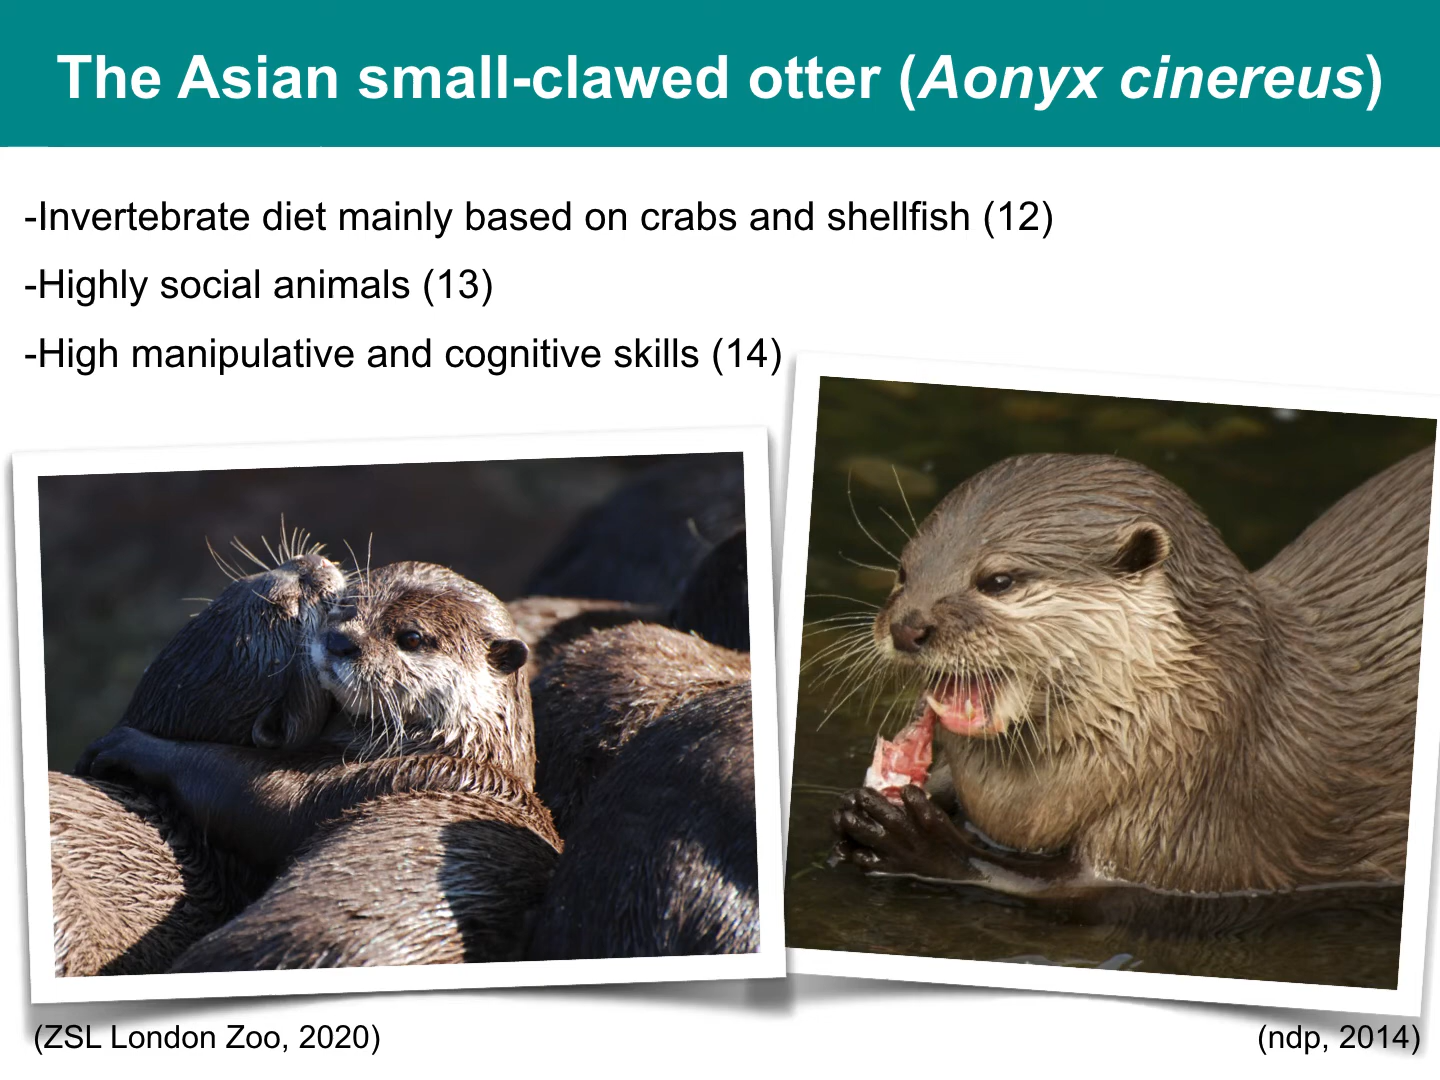 The Asian small-clawed otter (Aonyx cinereus)
-Invertebrate diet mainly based on crabs and shellfish (12)
-Highly social animals (13)
-High manipulative and cognitive skills (14)
(ZSL London Zoo, 2020)
(ndp, 2014)